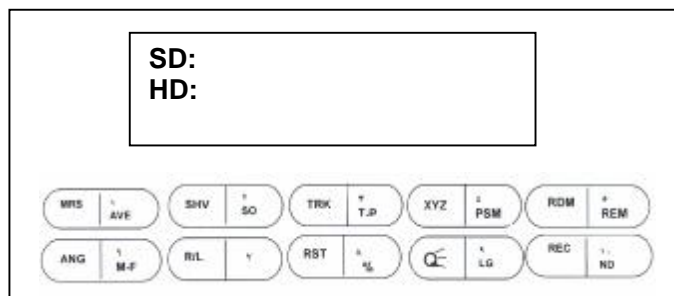 SD:
HD:
MRS AVE SHV SO TRK T.P XYZ PSM RDM REM
ANG M-F R/L RST LG REC ND